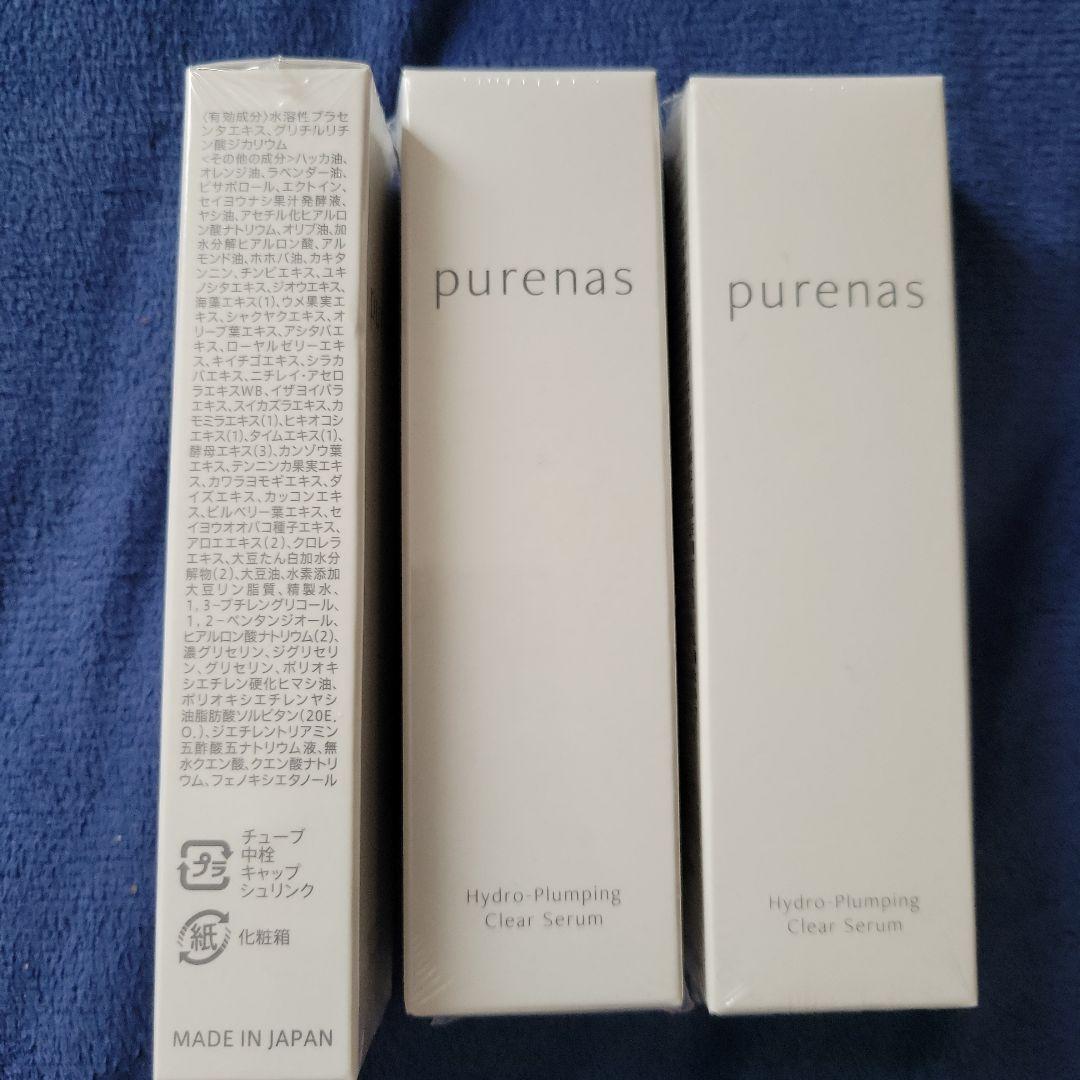 〈有効成分〉水溶性プラセ
ンタエキス、グリチルリチ
ン酸ジカリウム
<その他の成分>ハッカ油、
オレンジ油、ラベンダー油、
ビサボロール、エクトイン、
セイヨウナシ果汁発酵液、
ヤシ油、アセチル化ヒアルロ
ン酸ナトリウム、オリブ油、加
水分解ヒアルロン酸、アル
モンド油、ホホバ油、カキタ
ンニン、チンピエキス、ユキ
ノシタエキス、ジオウエキス、
海藻エキス(1)、ウメ果実エ
キス、シャクヤクエキス、オ
リーブ葉エキス、アシタバエ
キス、ローヤルゼリーエキ
ス、キイチゴエキス、シラカ
バエキス、ニチレイ・アセロ
ラエキスWB、イザヨイバラ
エキス、スイカズラエキス、カ
モミラエキス(1)、ヒキオコシ
エキス(1)、タイムエキス(1)、
酵母エキス(3)、カンゾウ葉
エキス、テンニンカ果実エキ
ス、カワラヨモギエキス、ダ
イズエキス、カッコンエキ
ス、ビルベリー葉エキス、セ
イヨウオオバコ種子エキス、
アロエエキス(2)、クロレラ
エキス、大豆たん白加水分
解物(2)、大豆油、水素添加
大豆リン脂質、精製水、
1,3-ブチレングリコール、
1,2-ペンタンジオール、
ヒアルロン酸ナトリウム(2)、
濃グリセリン、ジグリセリ
ン、グリセリン、ポリオキ
シエチレン硬化ヒマシ油、
ポリオキシエチレンヤシ
油脂肪酸ソルビタン(20E.
O.)、ジエチレントリアミン
五酢酸五ナトリウム液、無
水クエン酸、クエン酸ナトリ
ウム、フェノキシエタノール
プラ
チューブ
中栓
キャップ
シュリンク
紙
化粧箱
MADE IN JAPAN
purenas
Hydro-Plumping
Clear Serum
purenas
Hydro-Plumping
Clear Serum